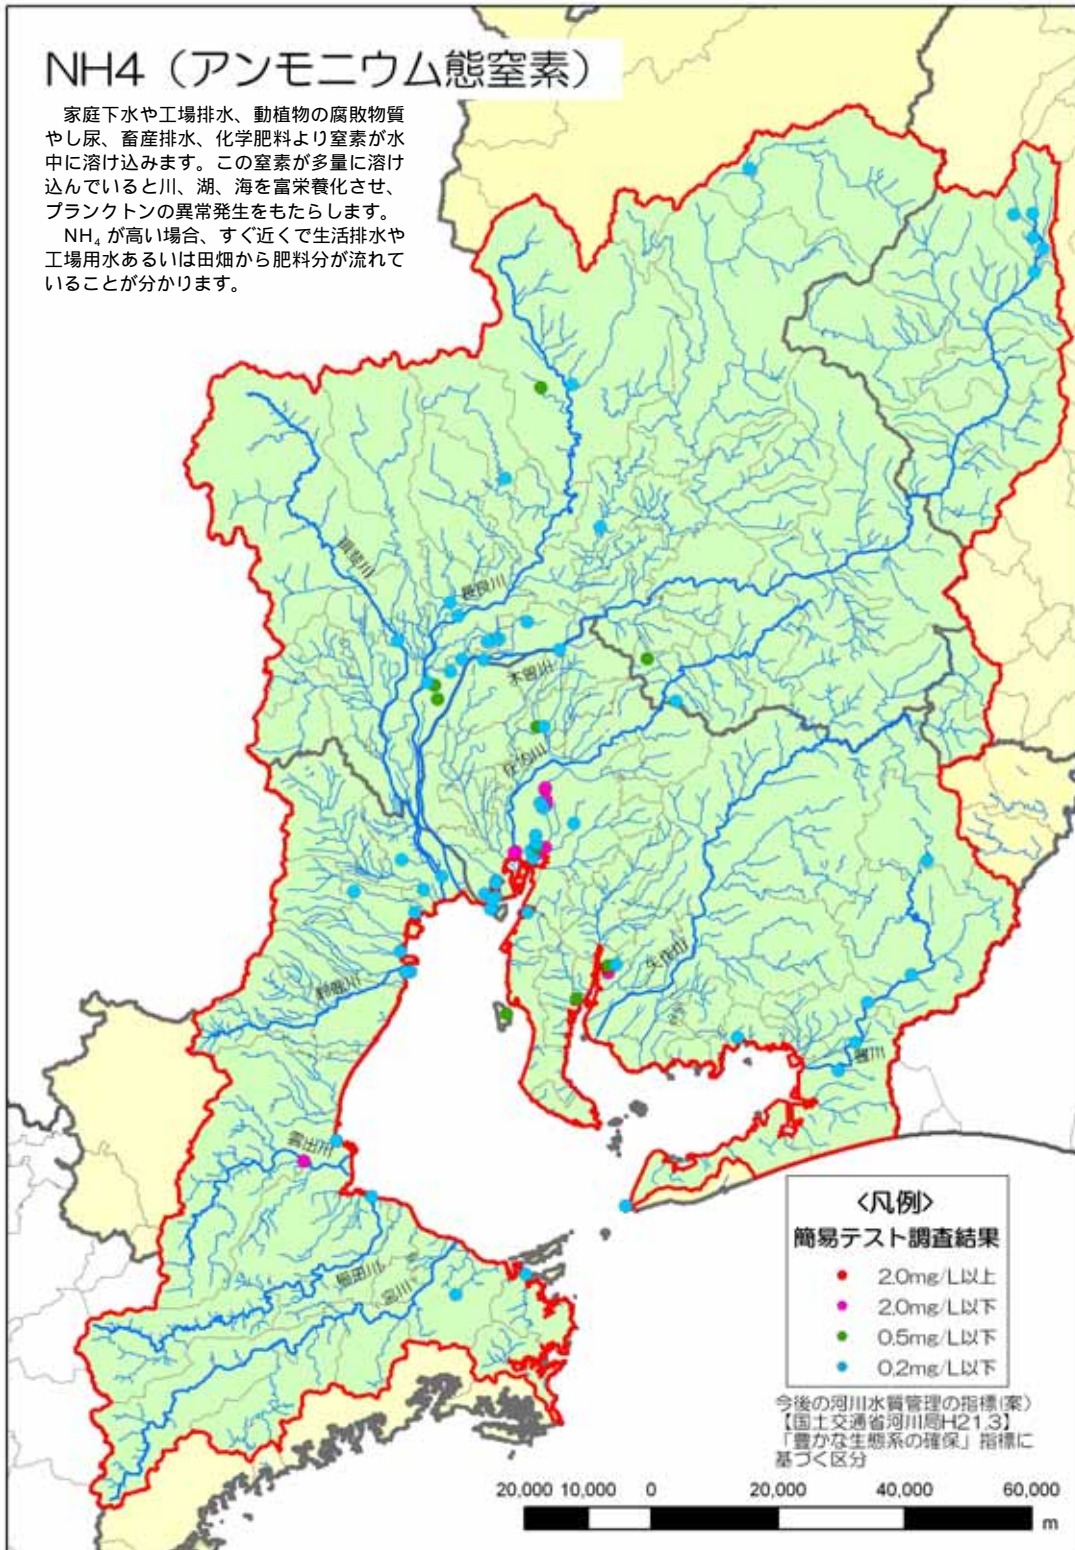 NH4（アンモニウム態窒素）
家庭下水や工場排水、動植物の腐敗物質
やし尿、畜産排水、化学肥料より窒素が水
中に溶け込みます。この窒素が多量に溶け
込んでいると川、湖、海を富栄養化させ、
プランクトンの異常発生をもたらします。
NH₄ が高い場合、すぐ近くで生活排水や
工場用水あるいは田畑から肥料分が流れて
いることが分かります。
揖斐川
長良川
木曽川
庄内川
矢作川
鈴鹿川
豊川
雲出川
櫛田川
宮川
<凡例>
簡易テスト調査結果
2.0mg/L以上
2.0mg/L以下
0.5mg/L以下
0.2mg/L以下
今後の河川水質管理の指標(案)
【国土交通省河川局H21.3】
「豊かな生態系の確保」指標に
基づく区分
20,000 10,000 0 20,000 40,000 60,000
m